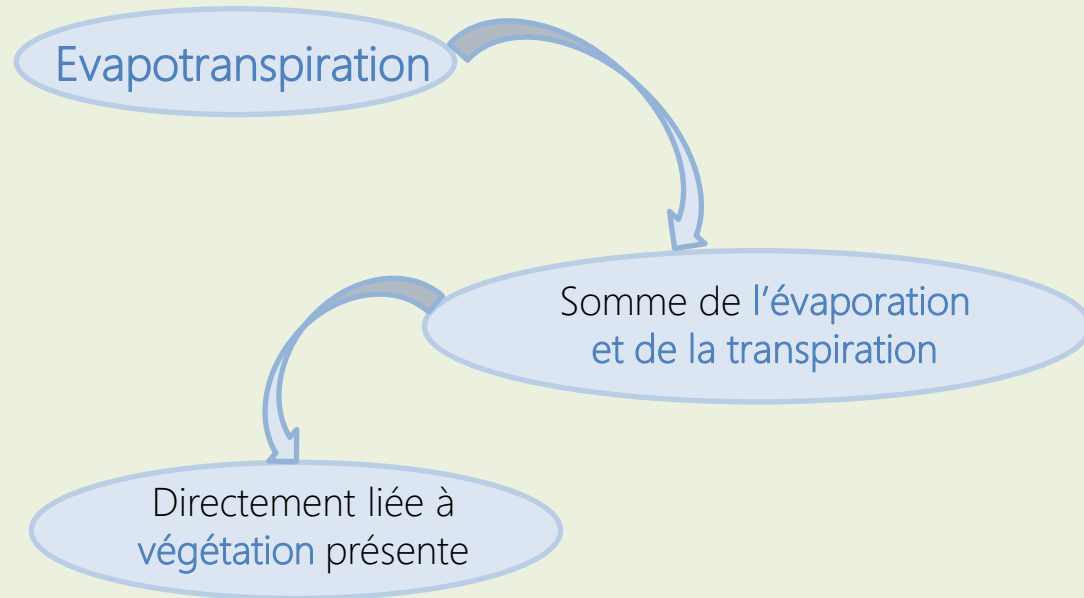 Evapotranspiration
Somme de l’évaporation
et de la transpiration
Directement liée à
végétation présente